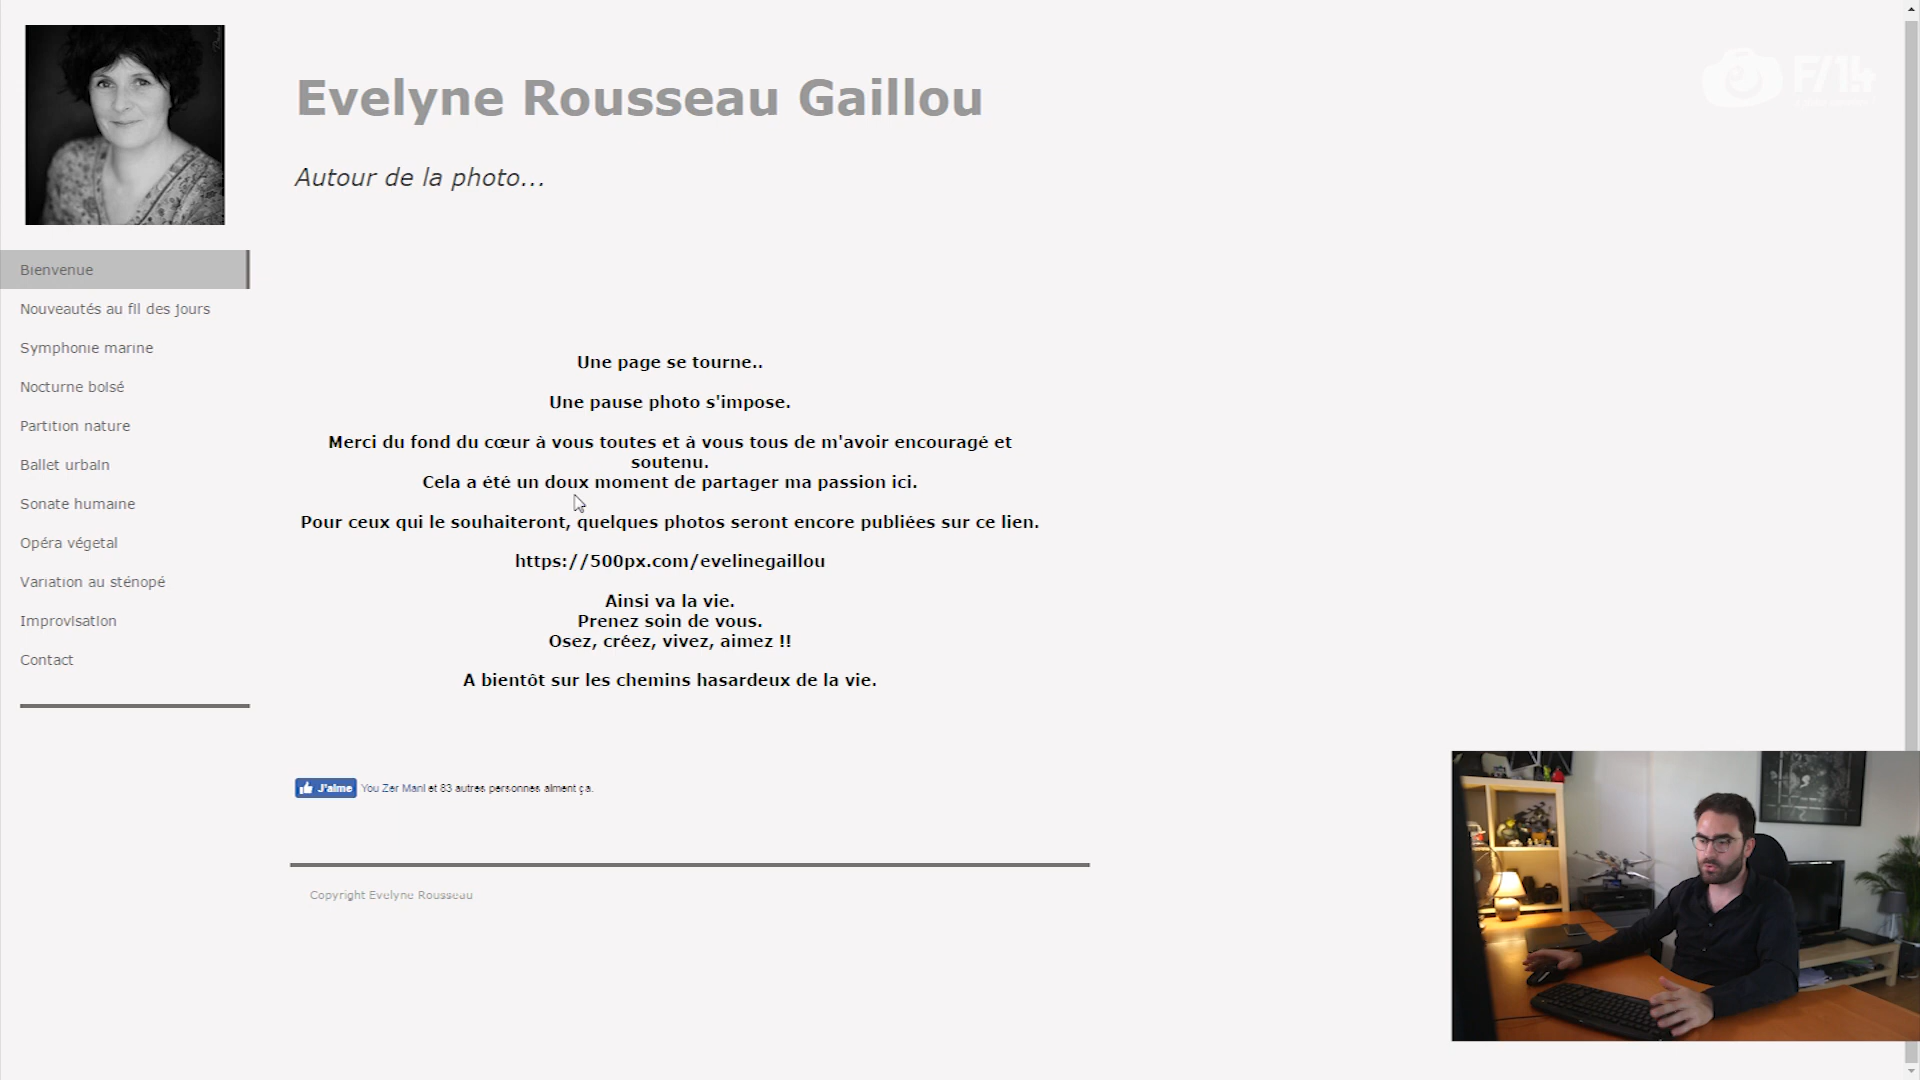 Evelyne Rousseau Gaillou
Autour de la photo...
Bienvenue
Nouveautés au fil des jours
Symphonie marine
Nocturne boisé
Partition nature
Ballet urbain
Sonate humaine
Opéra végetal
Variation au sténopé
Improvisation
Contact
Une page se tourne..
Une pause photo s'impose.
Merci du fond du cœur à vous toutes et à vous tous de m'avoir encouragé et
soutenu.
Cela a été un doux moment de partager ma passion ici.
Pour ceux qui le souhaiteront, quelques photos seront encore publiées sur ce lien.
https://500px.com/evelinegaillou
Ainsi va la vie.
Prenez soin de vous.
Osez, créez, vivez, aimez !!
A bientôt sur les chemins hasardeux de la vie.
J'aime You Zer Mani et 83 autres personnes aiment ça.
Copyright Evelyne Rousseau
F/1.4